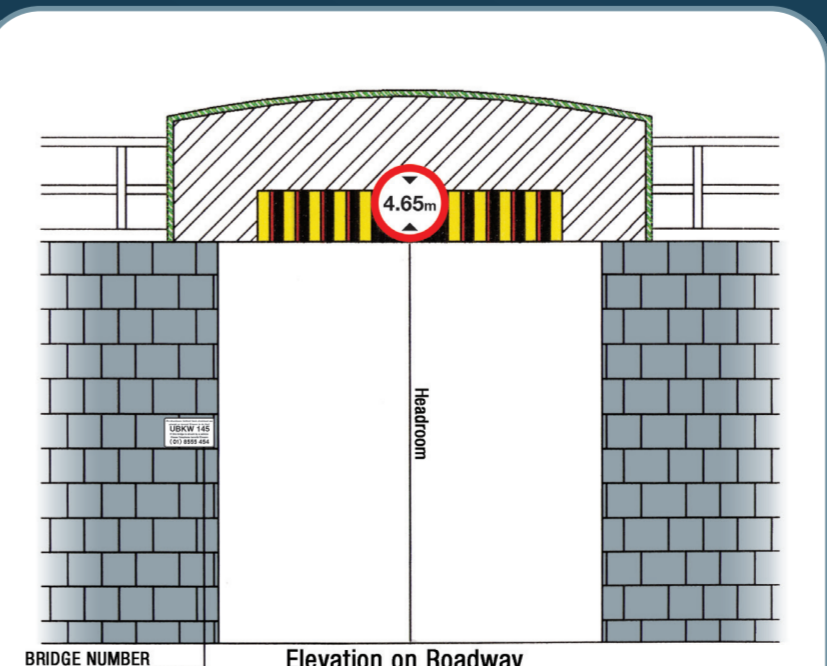 4.65m
Headroom
UBKW 145
(01) 8555 454
BRIDGE NUMBER
Elevation on Roadway